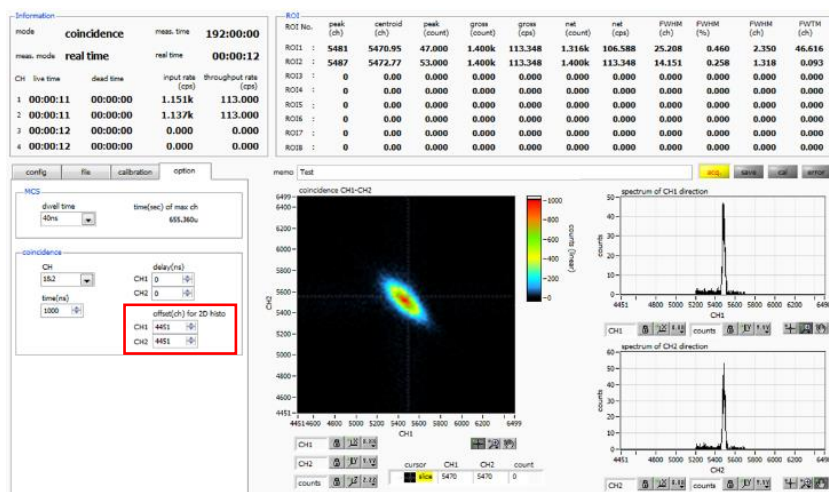 Information
mode coincidence meas. time 192:00:00
meas. mode real time real time 00:00:12
CH live time dead time input rate (cps) throughput rate (cps)
1 00:00:11 00:00:00 1.151k 113.000
2 00:00:11 00:00:00 1.137k 113.000
3 00:00:12 00:00:00 0.000 0.000
4 00:00:12 00:00:00 0.000 0.000
ROI
ROI No. peak (ch) centroid (ch) peak (count) gross (count) gross (cps) net (count) net (cps) FWHM (ch) FWHM (%) FWHM (ch) FWTM (ch)
ROI1 : 5481 5470.95 47.000 1.400k 113.348 1.316k 106.588 25.208 0.460 2.350 46.616
ROI2 : 5487 5472.77 53.000 1.400k 113.348 1.400k 113.348 14.151 0.258 1.318 0.093
ROI3 : 0 0.00 0.000 0.000 0.000 0.000 0.000 0.000 0.000 0.000 0.000
ROI4 : 0 0.00 0.000 0.000 0.000 0.000 0.000 0.000 0.000 0.000 0.000
ROI5 : 0 0.00 0.000 0.000 0.000 0.000 0.000 0.000 0.000 0.000 0.000
ROI6 : 0 0.00 0.000 0.000 0.000 0.000 0.000 0.000 0.000 0.000 0.000
ROI7 : 0 0.00 0.000 0.000 0.000 0.000 0.000 0.000 0.000 0.000 0.000
ROI8 : 0 0.00 0.000 0.000 0.000 0.000 0.000 0.000 0.000 0.000 0.000
config file calibration option
memo Test
acq. save cal error
MCS
dwell time time(sec) of max ch
40ns 655.360u
coincidence
CH delay(ns)
1&2 CH1 0
CH2 0
time(ns)
1000
offset(ch) for 2D histo
CH1 4451
CH2 4451
coincidence CH1-CH2
6499
6400
6200
6000
5800
5600
5400
5200
5000
4800
4600
4451
CH2
4451 4600 4800 5000 5200 5400 5600 5800 6000 6200 6499
CH1
1000
800
600
400
200
0
counts (linear)
CH1
CH2
counts
cursor CH1 CH2 count
slice 5470 5470 0
spectrum of CH1 direction
50
40
30
20
10
0
counts
4451 4800 5000 5200 5400 5600 5800 6000 6200 6499
CH1
CH1 counts
spectrum of CH2 direction
60
50
40
30
20
10
0
counts
4451 4800 5000 5200 5400 5600 5800 6000 6200 649
CH2
CH2 counts